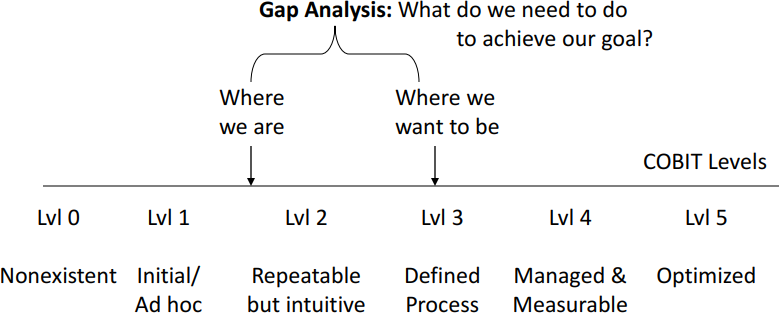 Gap Analysis: What do we need to do
to achieve our goal?
Where
we are
Where we
want to be
COBIT Levels
Lvl 0
Lvl 1
Lvl 2
Lvl 3
Lvl 4
Lvl 5
Nonexistent
Initial/
Ad hoc
Repeatable
but intuitive
Defined
Process
Managed &
Measurable
Optimized